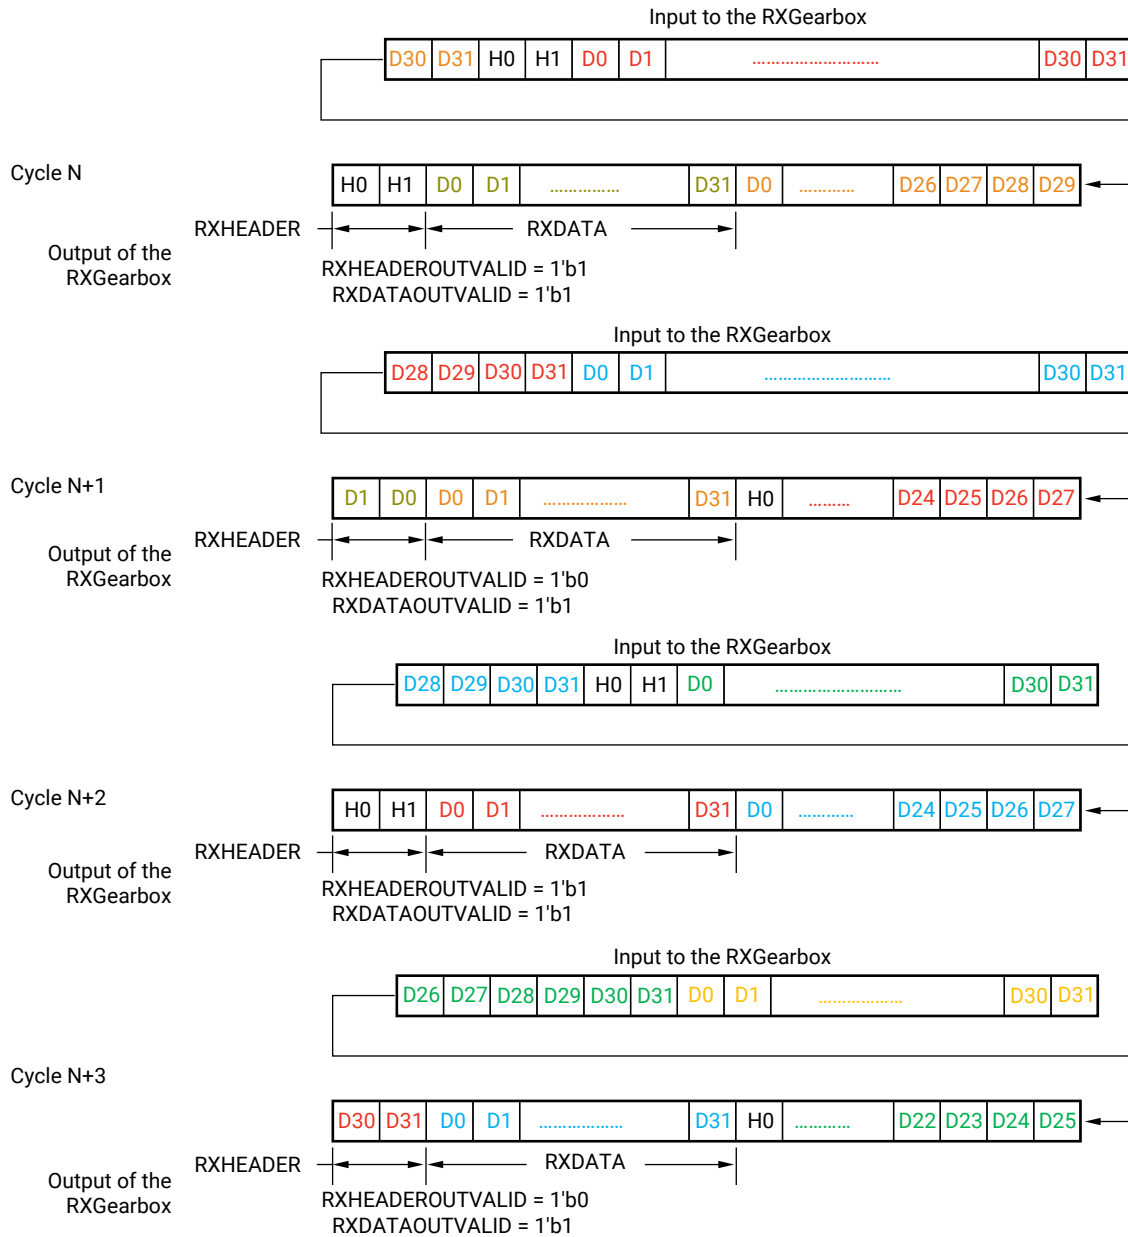 Input to the RXGearbox
D30 D31 H0 H1 D0 D1 ........................... D30 D31
Cycle N
H0 H1 D0 D1 ............... D31 D0 ............ D26 D27 D28 D29
RXHEADER RXDATA
Output of the
RXGearbox
RXHEADEROUTVALID = 1'b1
RXDATAOUTVALID = 1'b1
Input to the RXGearbox
D28 D29 D30 D31 D0 D1 ........................... D30 D31
Cycle N+1
D1 D0 D0 D1 .................. D31 H0 ......... D24 D25 D26 D27
RXHEADER RXDATA
Output of the
RXGearbox
RXHEADEROUTVALID = 1'b0
RXDATAOUTVALID = 1'b1
Input to the RXGearbox
D28 D29 D30 D31 H0 H1 D0 ........................... D30 D31
Cycle N+2
H0 H1 D0 D1 .................. D31 D0 ............ D24 D25 D26 D27
RXHEADER RXDATA
Output of the
RXGearbox
RXHEADEROUTVALID = 1'b1
RXDATAOUTVALID = 1'b1
Input to the RXGearbox
D26 D27 D28 D29 D30 D31 D0 D1 .................. D30 D31
Cycle N+3
D30 D31 D0 D1 .................. D31 H0 ............ D22 D23 D24 D25
RXHEADER RXDATA
Output of the
RXGearbox
RXHEADEROUTVALID = 1'b0
RXDATAOUTVALID = 1'b1